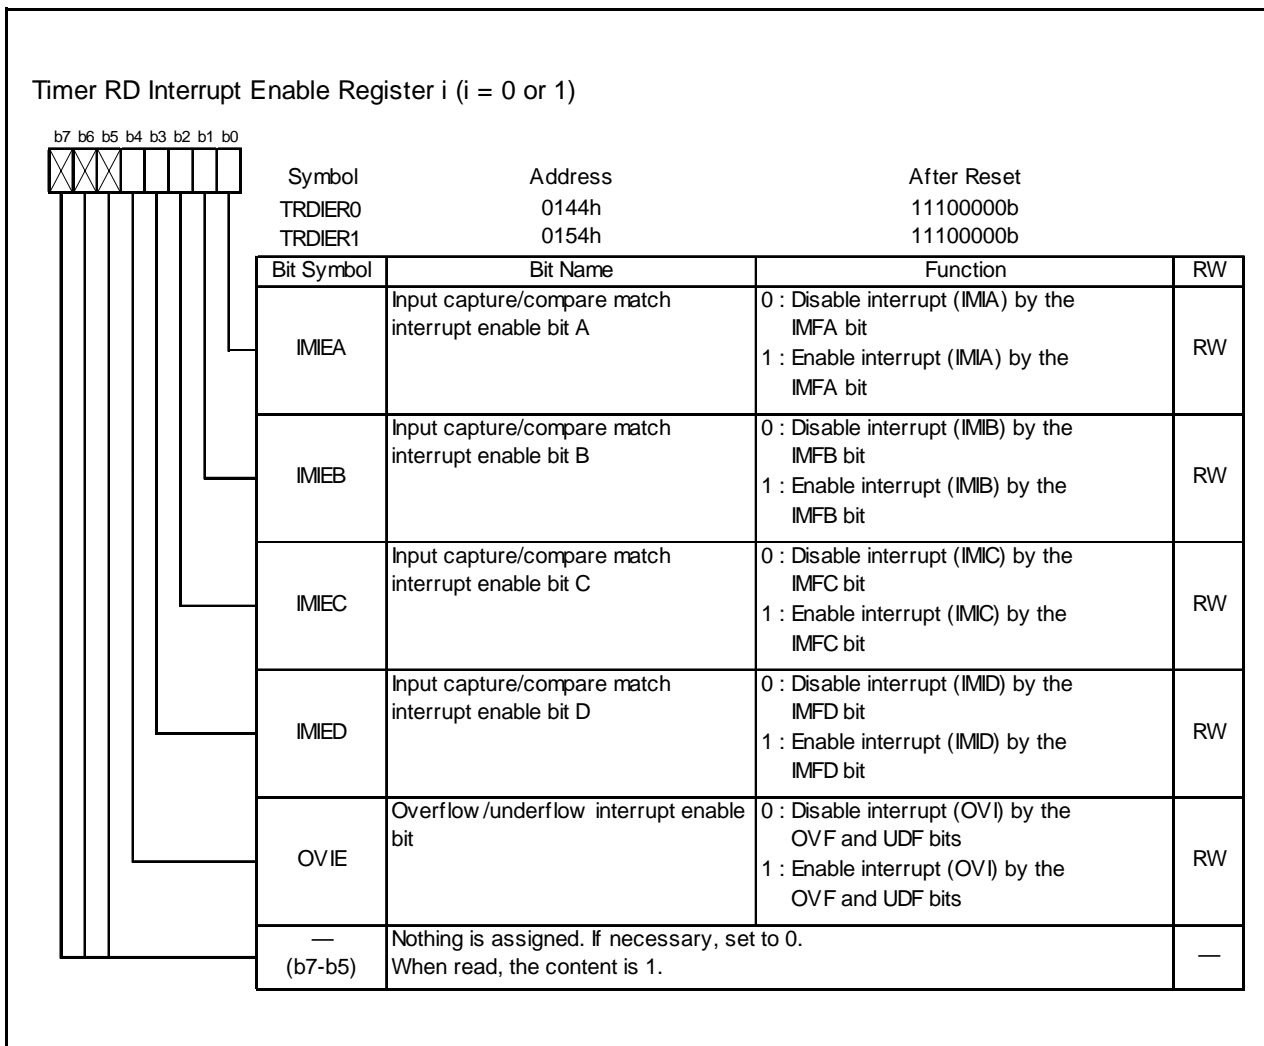 Timer RD Interrupt Enable Register i (i = 0 or 1)
b7 b6 b5 b4 b3 b2 b1 b0
Symbol Address After Reset
TRDIER0 0144h 11100000b
TRDIER1 0154h 11100000b
Bit Symbol Bit Name Function RW
IMIEA
Input capture/compare match
interrupt enable bit A
0 : Disable interrupt (IMIA) by the
IMFA bit
1 : Enable interrupt (IMIA) by the
IMFA bit
RW
IMIEB
Input capture/compare match
interrupt enable bit B
0 : Disable interrupt (IMIB) by the
IMFB bit
1 : Enable interrupt (IMIB) by the
IMFB bit
RW
IMIEC
Input capture/compare match
interrupt enable bit C
0 : Disable interrupt (IMIC) by the
IMFC bit
1 : Enable interrupt (IMIC) by the
IMFC bit
RW
IMIED
Input capture/compare match
interrupt enable bit D
0 : Disable interrupt (IMID) by the
IMFD bit
1 : Enable interrupt (IMID) by the
IMFD bit
RW
OVIE
Overflow/underflow interrupt enable
bit
0 : Disable interrupt (OVI) by the
OVF and UDF bits
1 : Enable interrupt (OVI) by the
OVF and UDF bits
RW
—
(b7-b5)
Nothing is assigned. If necessary, set to 0.
When read, the content is 1.
—